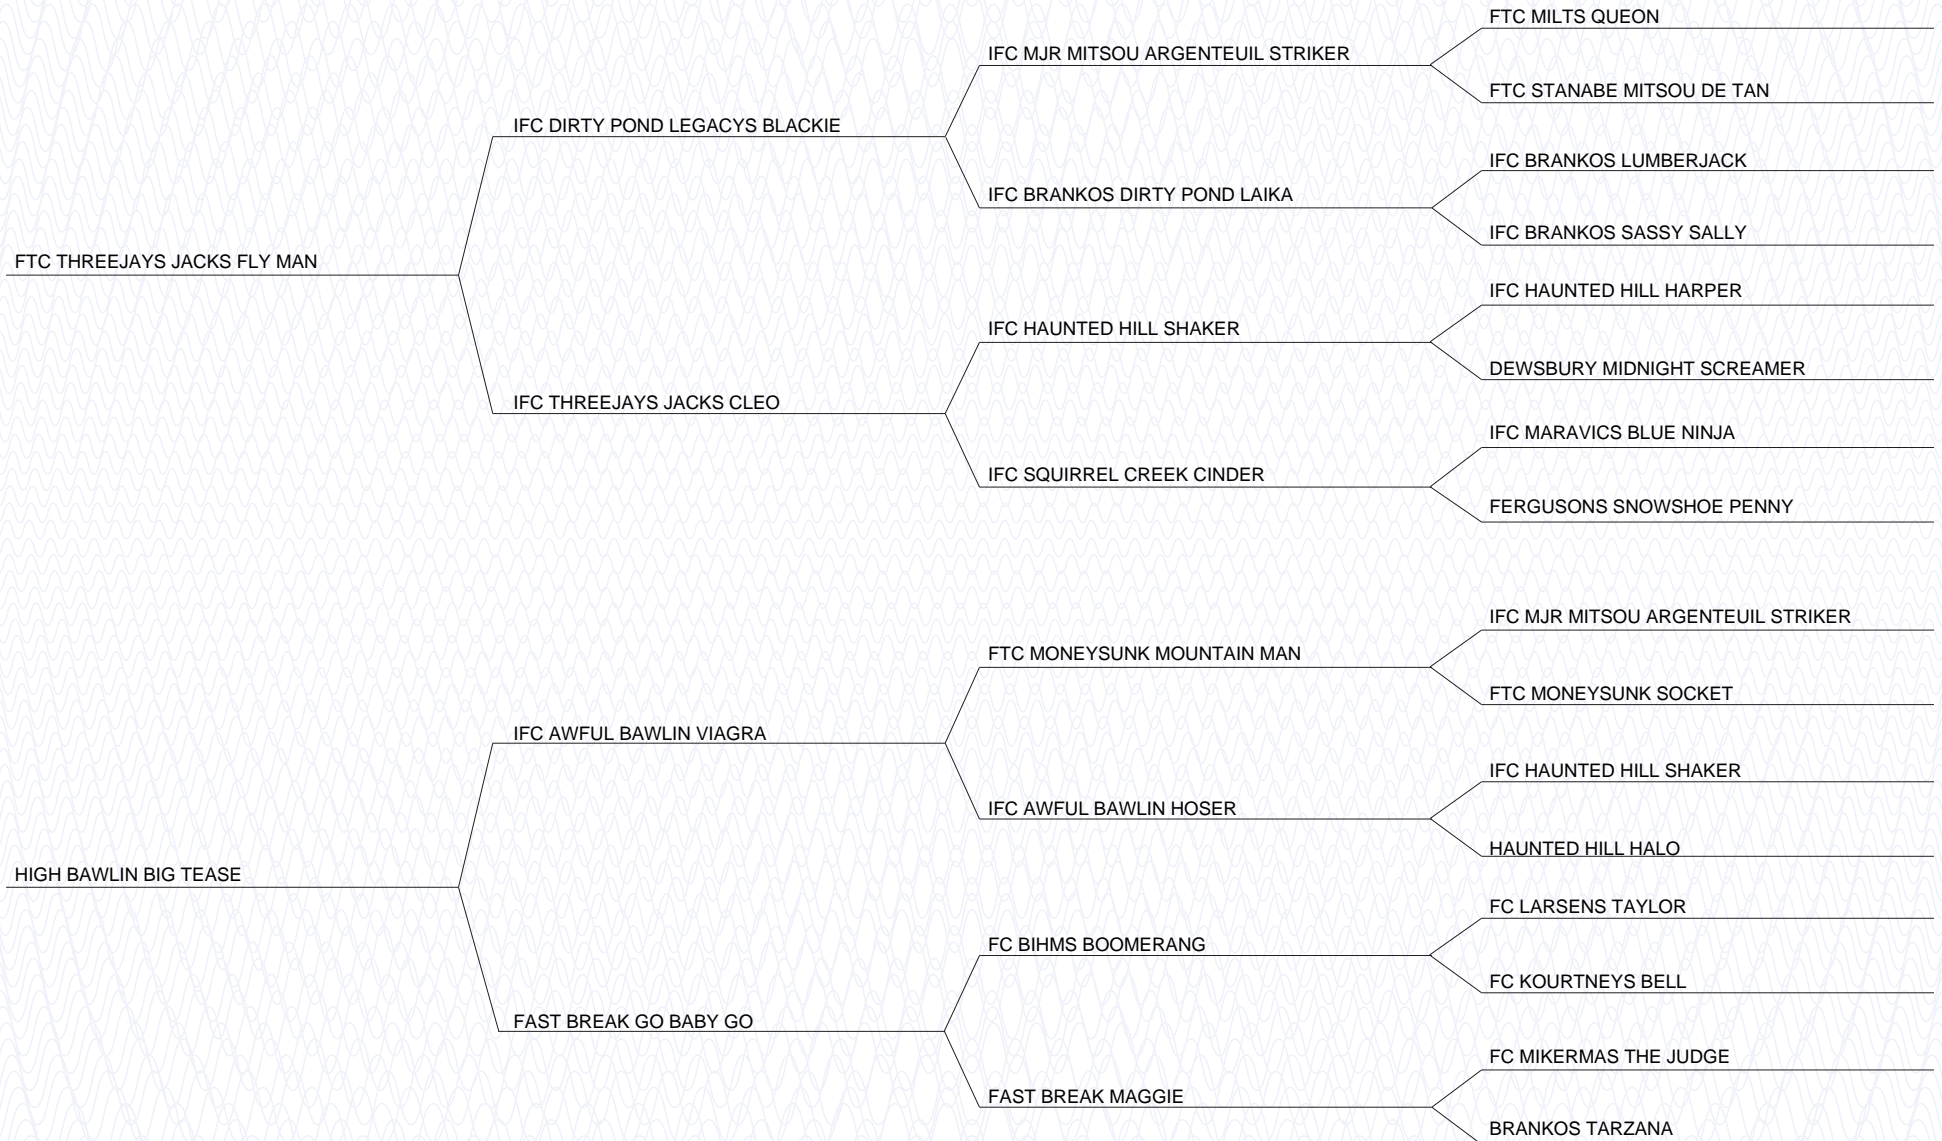 FTC MILTS QUEON
IFC MJR MITSOU ARGENTEUIL STRIKER
FTC STANABE MITSOU DE TAN
IFC DIRTY POND LEGACYS BLACKIE
IFC BRANKOS LUMBERJACK
IFC BRANKOS DIRTY POND LAIKA
IFC BRANKOS SASSY SALLY
FTC THREEJAYS JACKS FLY MAN
IFC HAUNTED HILL HARPER
IFC HAUNTED HILL SHAKER
DEWSBURY MIDNIGHT SCREAMER
IFC THREEJAYS JACKS CLEO
IFC MARAVICS BLUE NINJA
IFC SQUIRREL CREEK CINDER
FERGUSONS SNOWSHOE PENNY
IFC MJR MITSOU ARGENTEUIL STRIKER
FTC MONEYSUNK MOUNTAIN MAN
FTC MONEYSUNK SOCKET
IFC AWFUL BAWLIN VIAGRA
IFC HAUNTED HILL SHAKER
IFC AWFUL BAWLIN HOSER
HAUNTED HILL HALO
HIGH BAWLIN BIG TEASE
FC LARSENS TAYLOR
FC BIHMS BOOMERANG
FC KOURTNEYS BELL
FAST BREAK GO BABY GO
FC MIKERMAS THE JUDGE
FAST BREAK MAGGIE
BRANKOS TARZANA